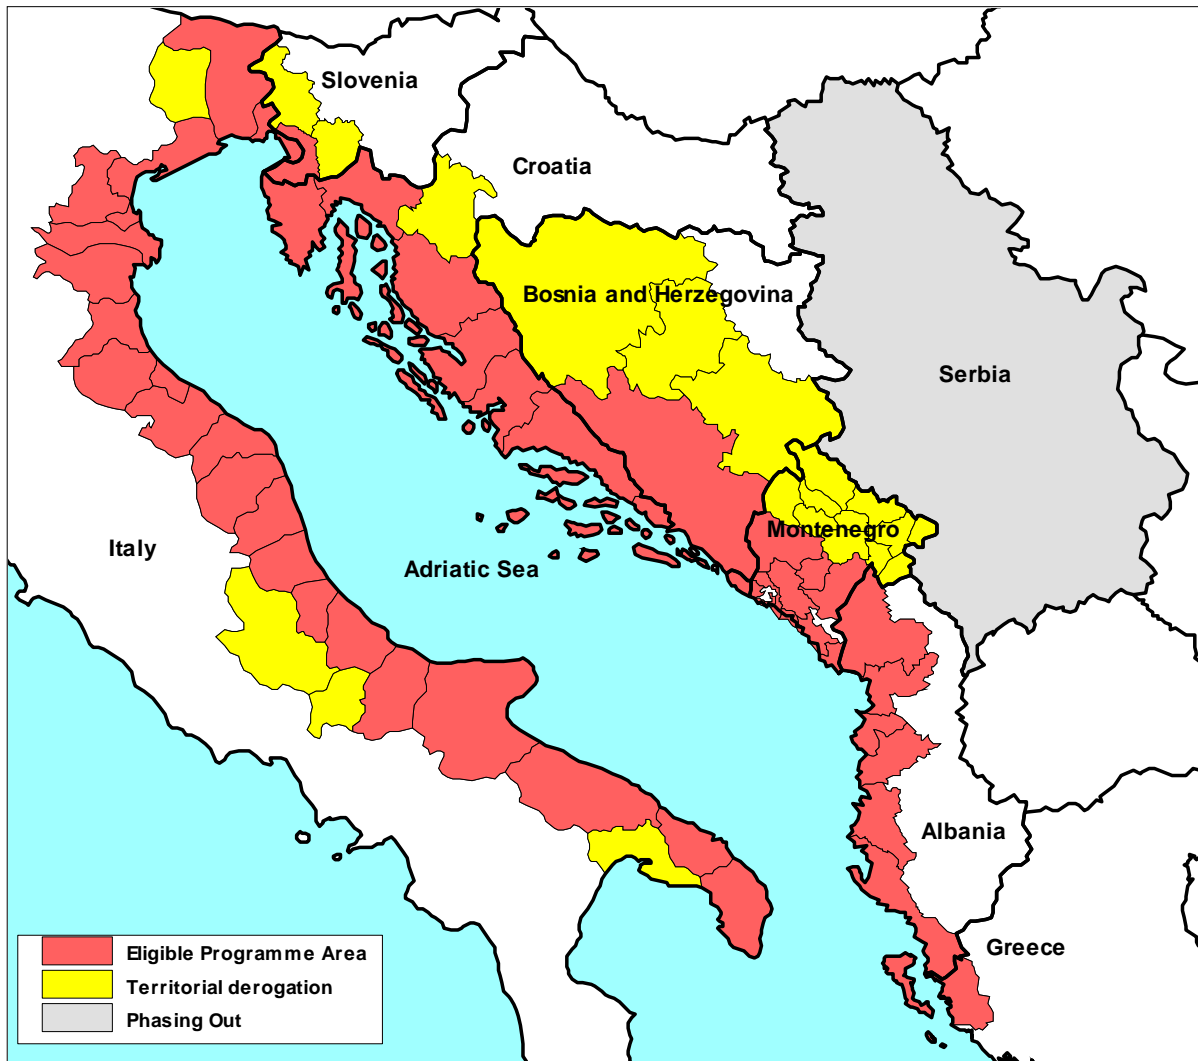 Slovenia
Croatia
Bosnia and Herzegovina
Serbia
Montenegro
Italy
Adriatic Sea
Albania
Greece
Eligible Programme Area
Territorial derogation
Phasing Out